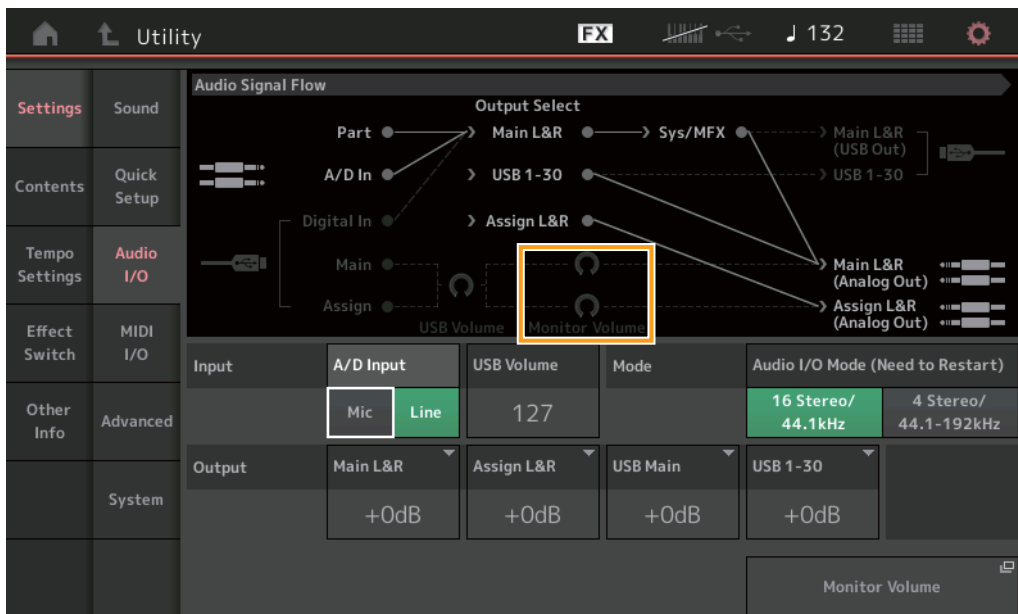 Utility
FX
♩ 132
Settings
Sound
Contents
Quick
Setup
Tempo
Settings
Audio
I/O
Effect
Switch
MIDI
I/O
Other
Info
Advanced
System
Audio Signal Flow
Output Select
Part
Main L&R
Sys/MFX
Main L&R
(USB Out)
A/D In
USB 1-30
USB 1-30
Digital In
Assign L&R
Main
Main L&R
(Analog Out)
Assign
Assign L&R
(Analog Out)
USB Volume
Monitor Volume
Input
A/D Input
USB Volume
Mode
Audio I/O Mode (Need to Restart)
Mic
Line
127
16 Stereo/
44.1kHz
4 Stereo/
44.1-192kHz
Output
Main L&R
Assign L&R
USB Main
USB 1-30
+0dB
+0dB
+0dB
+0dB
Monitor Volume